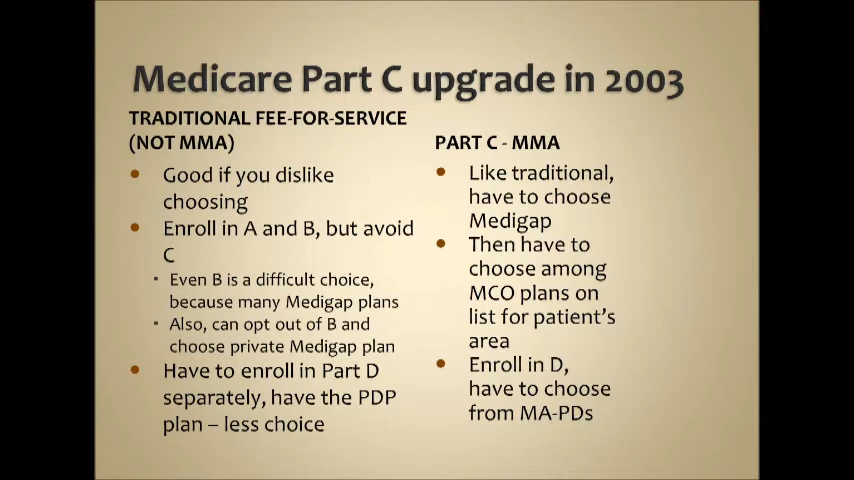 Medicare Part C upgrade in 2003
TRADITIONAL FEE-FOR-SERVICE
(NOT MMA)
• Good if you dislike
choosing
• Enroll in A and B, but avoid
C
▪ Even B is a difficult choice,
because many Medigap plans
▪ Also, can opt out of B and
choose private Medigap plan
• Have to enroll in Part D
separately, have the PDP
plan – less choice
PART C - MMA
• Like traditional,
have to choose
Medigap
• Then have to
choose among
MCO plans on
list for patient's
area
• Enroll in D,
have to choose
from MA-PDs